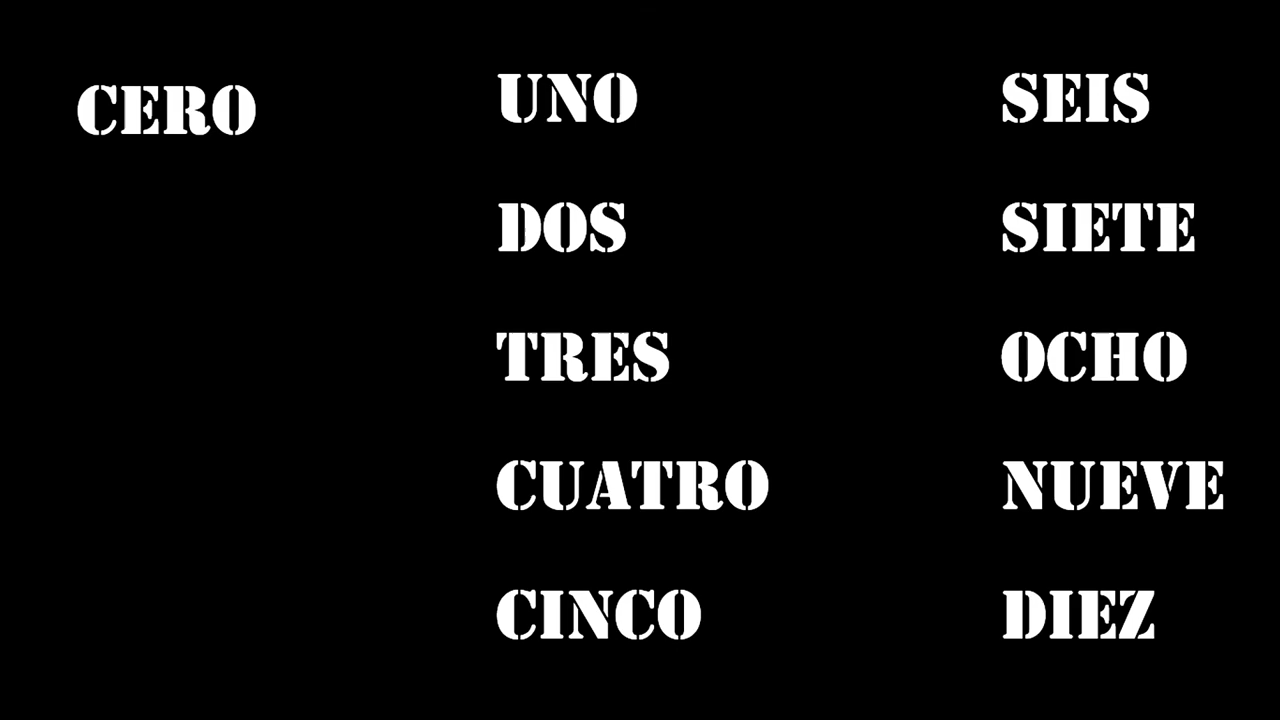 CERO
UNO
DOS
TRES
CUATRO
CINCO
SEIS
SIETE
OCHO
NUEVE
DIEZ